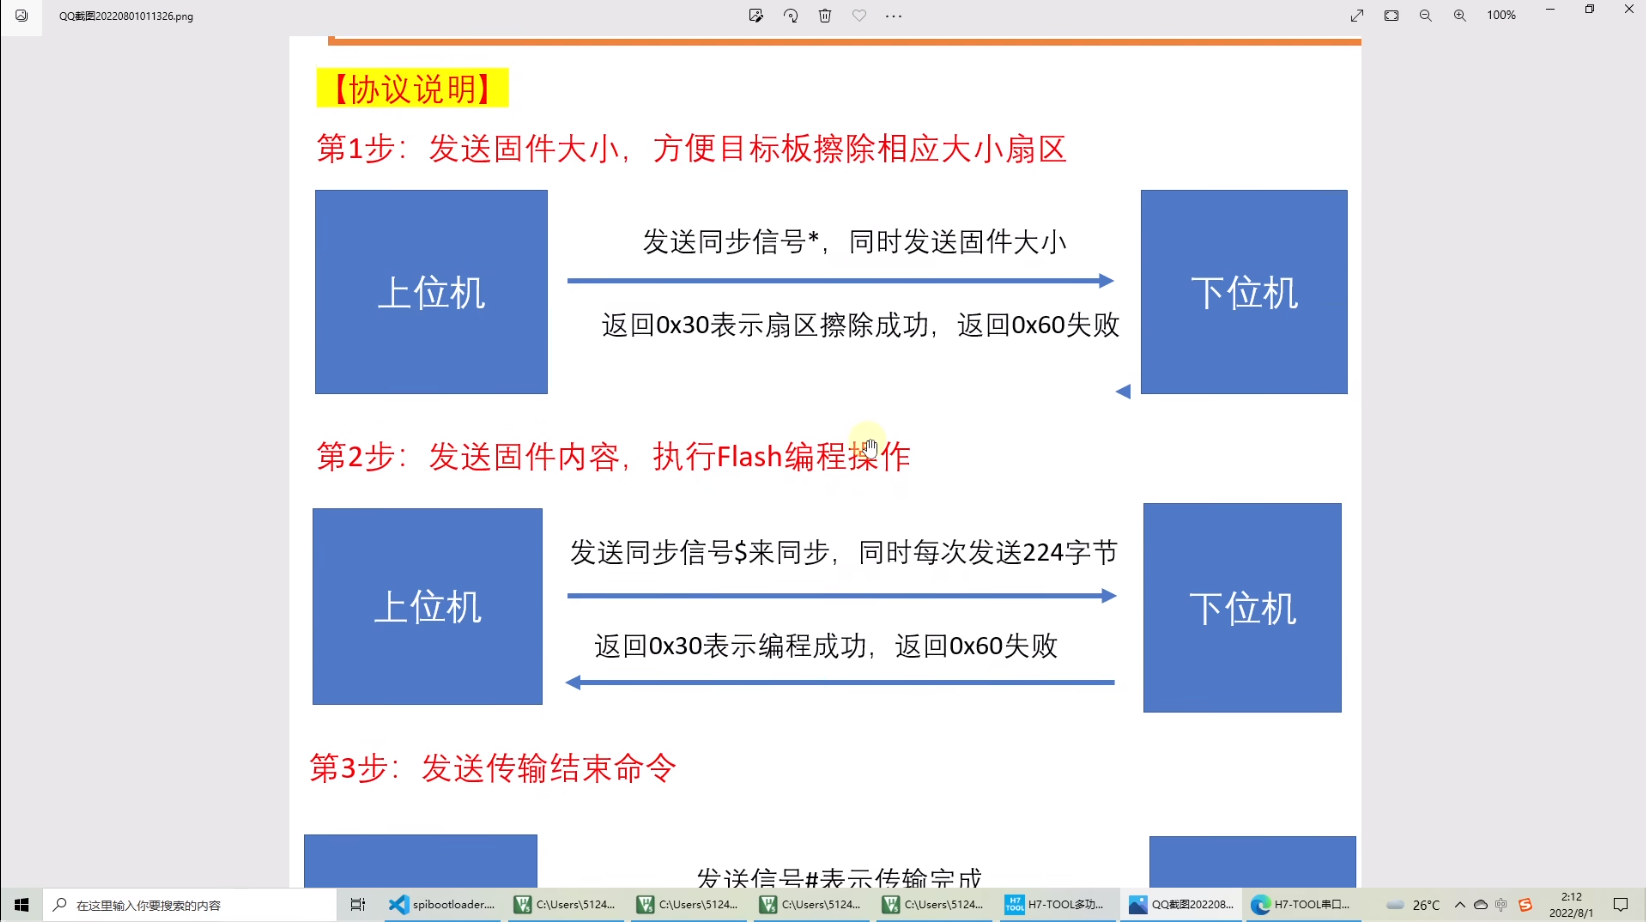 QQ截图20220801011326.png
100%
【协议说明】
第1步：发送固件大小，方便目标板擦除相应大小扇区
发送同步信号*，同时发送固件大小
上位机
下位机
返回0x30表示扇区擦除成功，返回0x60失败
第2步：发送固件内容，执行Flash编程操作
发送同步信号$来同步，同时每次发送224字节
上位机
下位机
返回0x30表示编程成功，返回0x60失败
第3步：发送传输结束命令
发送信号#表示传输完成
在这里输入你要搜索的内容
spibootloader....
C:\Users\5124...
C:\Users\5124...
C:\Users\5124...
C:\Users\5124...
H7-TOOL多功...
QQ截图202208...
H7-TOOL串口...
26°C
中
2:12
2022/8/1